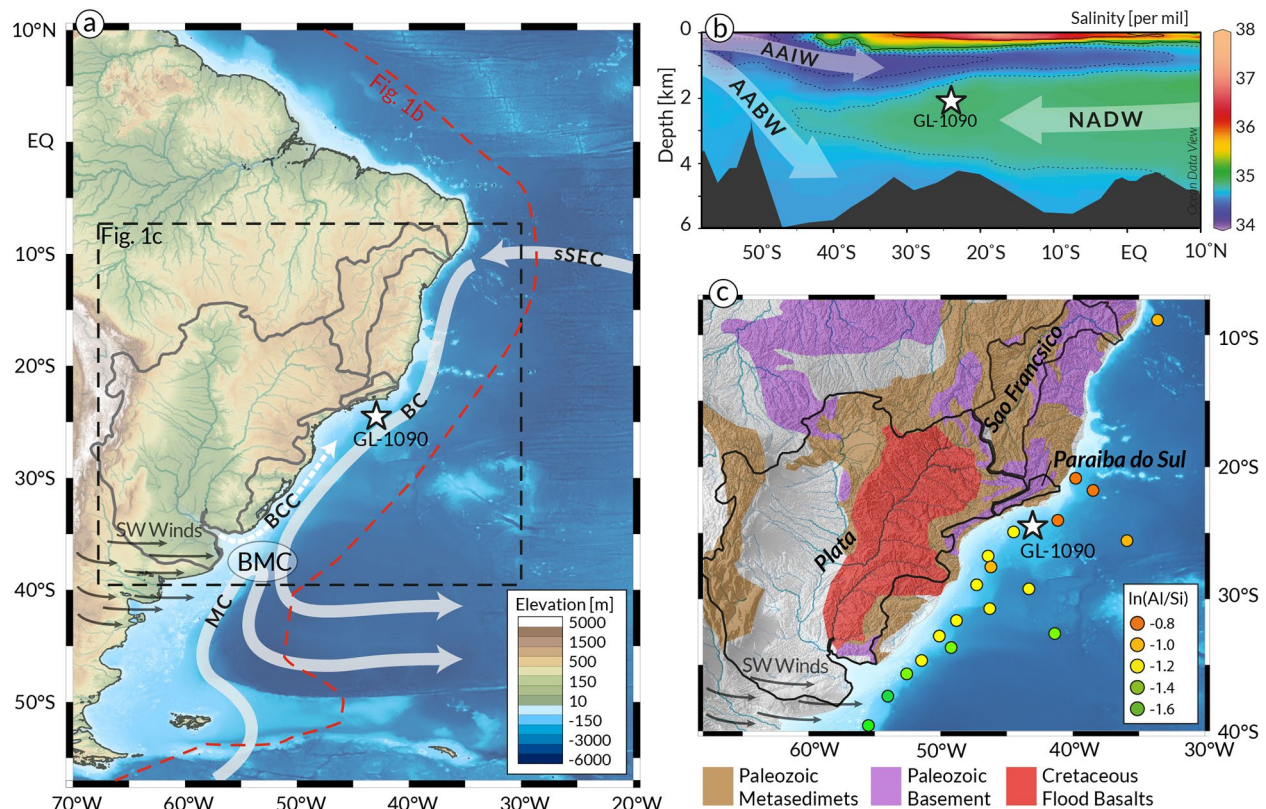 a
10°N
EQ
10°S
20°S
30°S
40°S
50°S
70°W
60°W
50°W
40°W
30°W
20°W
Fig. 1b
Fig. 1c
sSEC
BC
GL-1090
BCC
SW Winds
BMC
MC
Elevation [m]
5000
1500
500
150
10
-150
-3000
-6000
b
Salinity [per mil]
Depth [km]
0
2
4
6
AAIW
AABW
GL-1090
NADW
Ocean Data View
50°S
40°S
30°S
20°S
10°S
EQ
10°N
38
37
36
35
34
c
10°S
20°S
30°S
40°S
60°W
50°W
40°W
30°W
Sao Francsico
Paraiba do Sul
Plata
GL-1090
SW Winds
ln(Al/Si)
-0.8
-1.0
-1.2
-1.4
-1.6
Paleozoic
Metasedimets
Paleozoic
Basement
Cretaceous
Flood Basalts